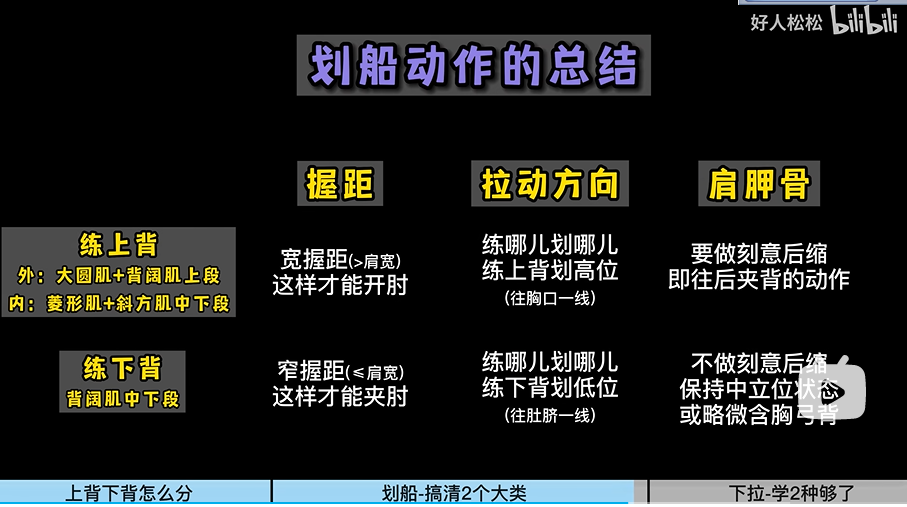 好人松松 bilibili
划船动作的总结
握距
拉动方向
肩胛骨
练上背
外：大圆肌+背阔肌上段
内：菱形肌+斜方肌中下段
宽握距(>肩宽)
这样才能开肘
练哪儿划哪儿
练上背划高位
(往胸口一线)
要做刻意后缩
即往后夹背的动作
练下背
背阔肌中下段
窄握距(≤肩宽)
这样才能夹肘
练哪儿划哪儿
练下背划低位
(往肚脐一线)
不做刻意后缩
保持中立位状态
或略微含胸弓背
上背下背怎么分
划船-搞清2个大类
下拉-学2种够了